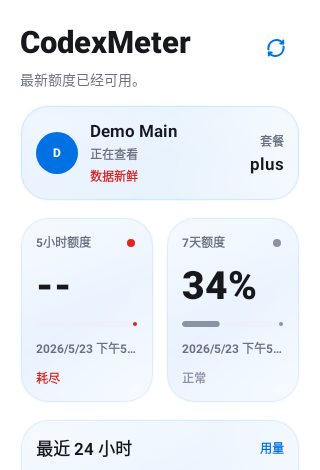 CodexMeter
最新额度已经可用。
D
Demo Main
正在查看
数据新鲜
套餐
plus
5小时额度
--
2026/5/23 下午5...
耗尽
7天额度
34%
2026/5/23 下午5...
正常
最近 24 小时
用量